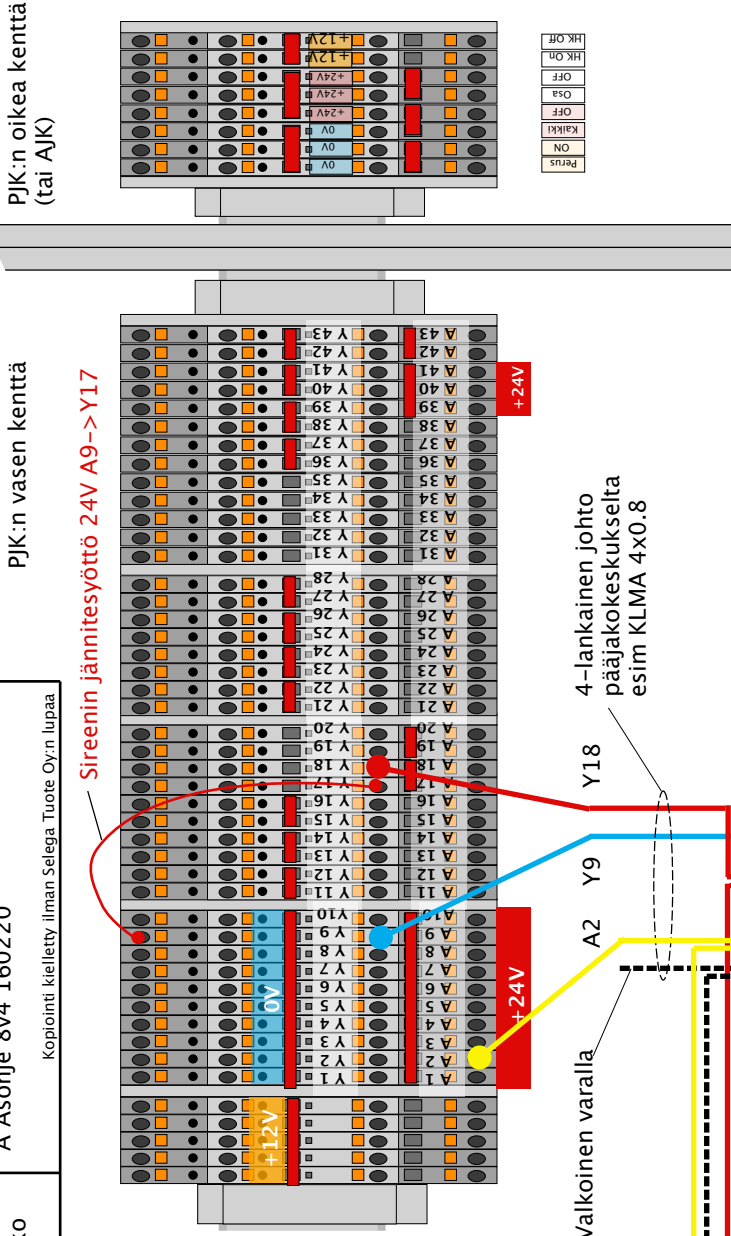 PJK:n oikea kenttä
(tai AJK)
+12V
+12V
+24V
+24V
+24V
0V
0V
0V
HK Off
HK On
OFF
Osa
OFF
Kaikki
ON
Perus
PJK:n vasen kenttä
Sireenin jännitesyöttö 24V A9->Y17
Y 43 A 43
Y 42 A 42
Y 41 A 41
Y 40 A 40
Y 39 A 39
Y 38 A 38
Y 37 A 37
Y 36 A 36
Y 35 A 35
Y 34 A 34
Y 33 A 33
Y 32 A 32
Y 31 A 31
+24V
Y 28 A 28
Y 27 A 27
Y 26 A 26
Y 25 A 25
Y 24 A 24
Y 23 A 23
Y 22 A 22
Y 21 A 21
Y 20 A 20
Y 19 A 19
Y 18 A 18
Y 17 A 17
Y 16 A 16
Y 15 A 15
Y 14 A 14
Y 13 A 13
Y 12 A 12
Y 11 A 11
Y10 A10
Y 9 A 9
Y 8 A 8
Y 7 A 7
Y 6 A 6
Y 5 A 5
Y 4 A 4
Y 3 A 3
Y 2 A 2
Y 1 A 1
0V
+24V
+12V
4-lankainen johto
pääjakokeskukselta
esim KLMA 4x0.8
Y18
Y9
A2
Valkoinen varalla
A Asohje 8v4 160220
Kopiointi kielletty ilman Selega Tuote Oy:n lupaa